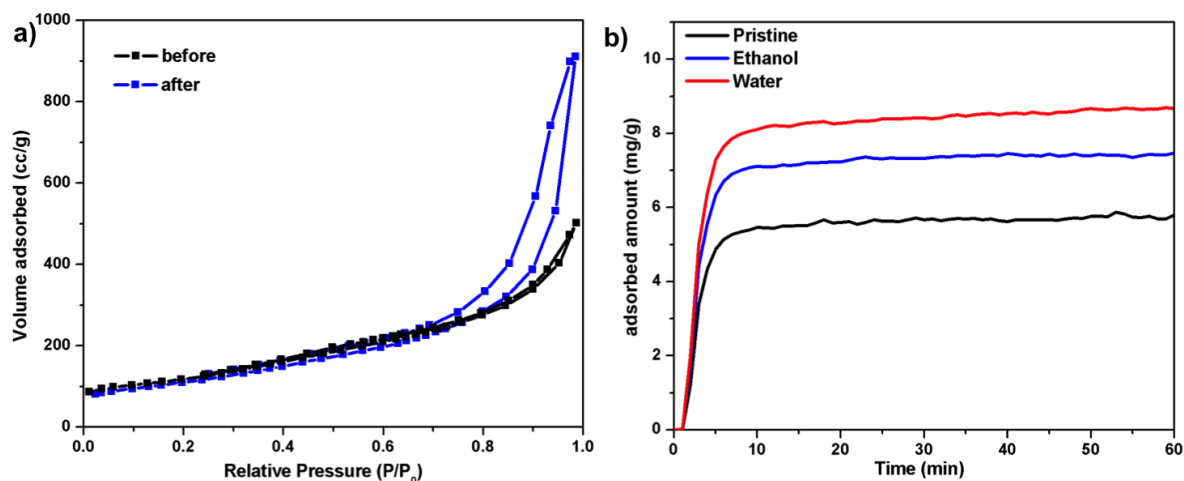 a)
before
after
Volume adsorbed (cc/g)
1000
800
600
400
200
0
0.0 0.2 0.4 0.6 0.8 1.0
Relative Pressure (P/P₀)
b)
Pristine
Ethanol
Water
adsorbed amount (mg/g)
10
8
6
4
2
0
0 10 20 30 40 50 60
Time (min)